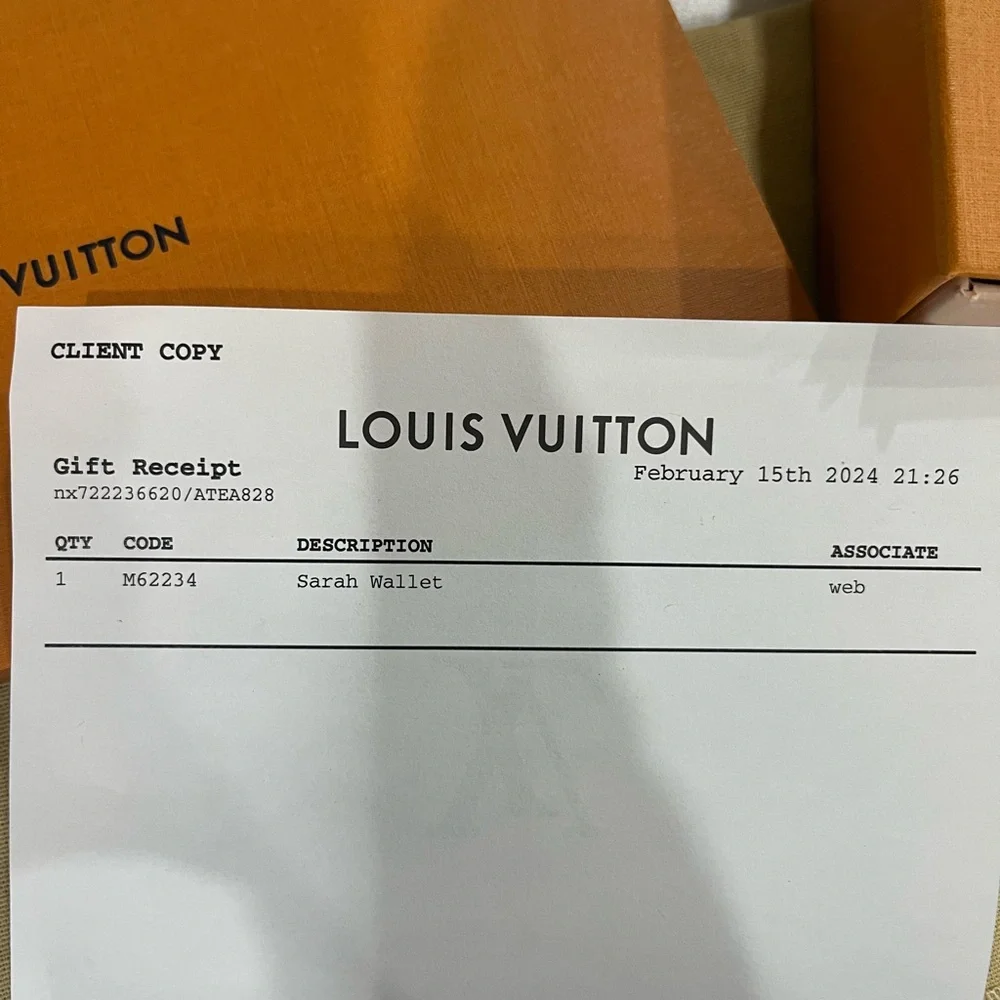 VUITTON
CLIENT COPY
LOUIS VUITTON
Gift Receipt
February 15th 2024 21:26
nx722236620/ATEA828
QTY CODE DESCRIPTION ASSOCIATE
1 M62234 Sarah Wallet web